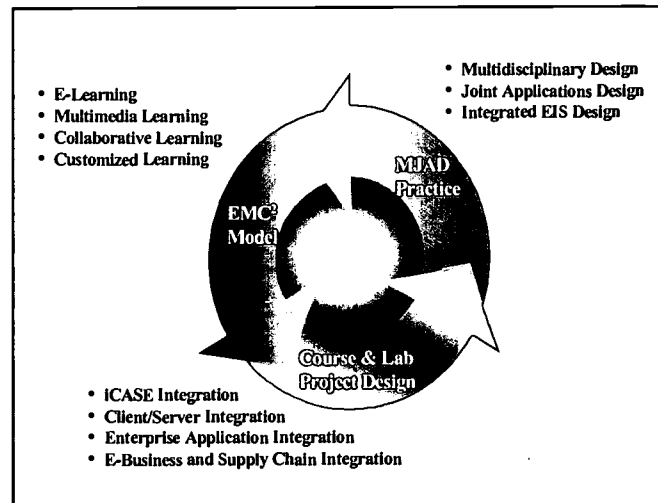 • E-Learning
• Multimedia Learning
• Collaborative Learning
• Customized Learning
• Multidisciplinary Design
• Joint Applications Design
• Integrated EIS Design
EMC²
Model
MJAD
Practice
Course & Lab
Project Design
• iCASE Integration
• Client/Server Integration
• Enterprise Application Integration
• E-Business and Supply Chain Integration